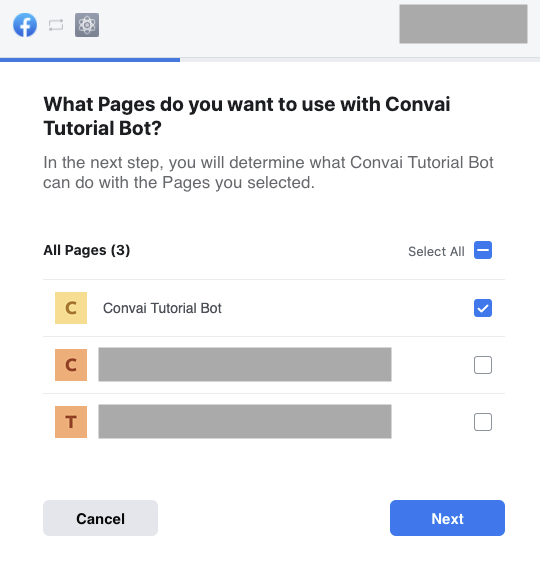 What Pages do you want to use with Convai
Tutorial Bot?
In the next step, you will determine what Convai Tutorial Bot
can do with the Pages you selected.
All Pages (3)
Select All
C
Convai Tutorial Bot
C
T
Cancel
Next